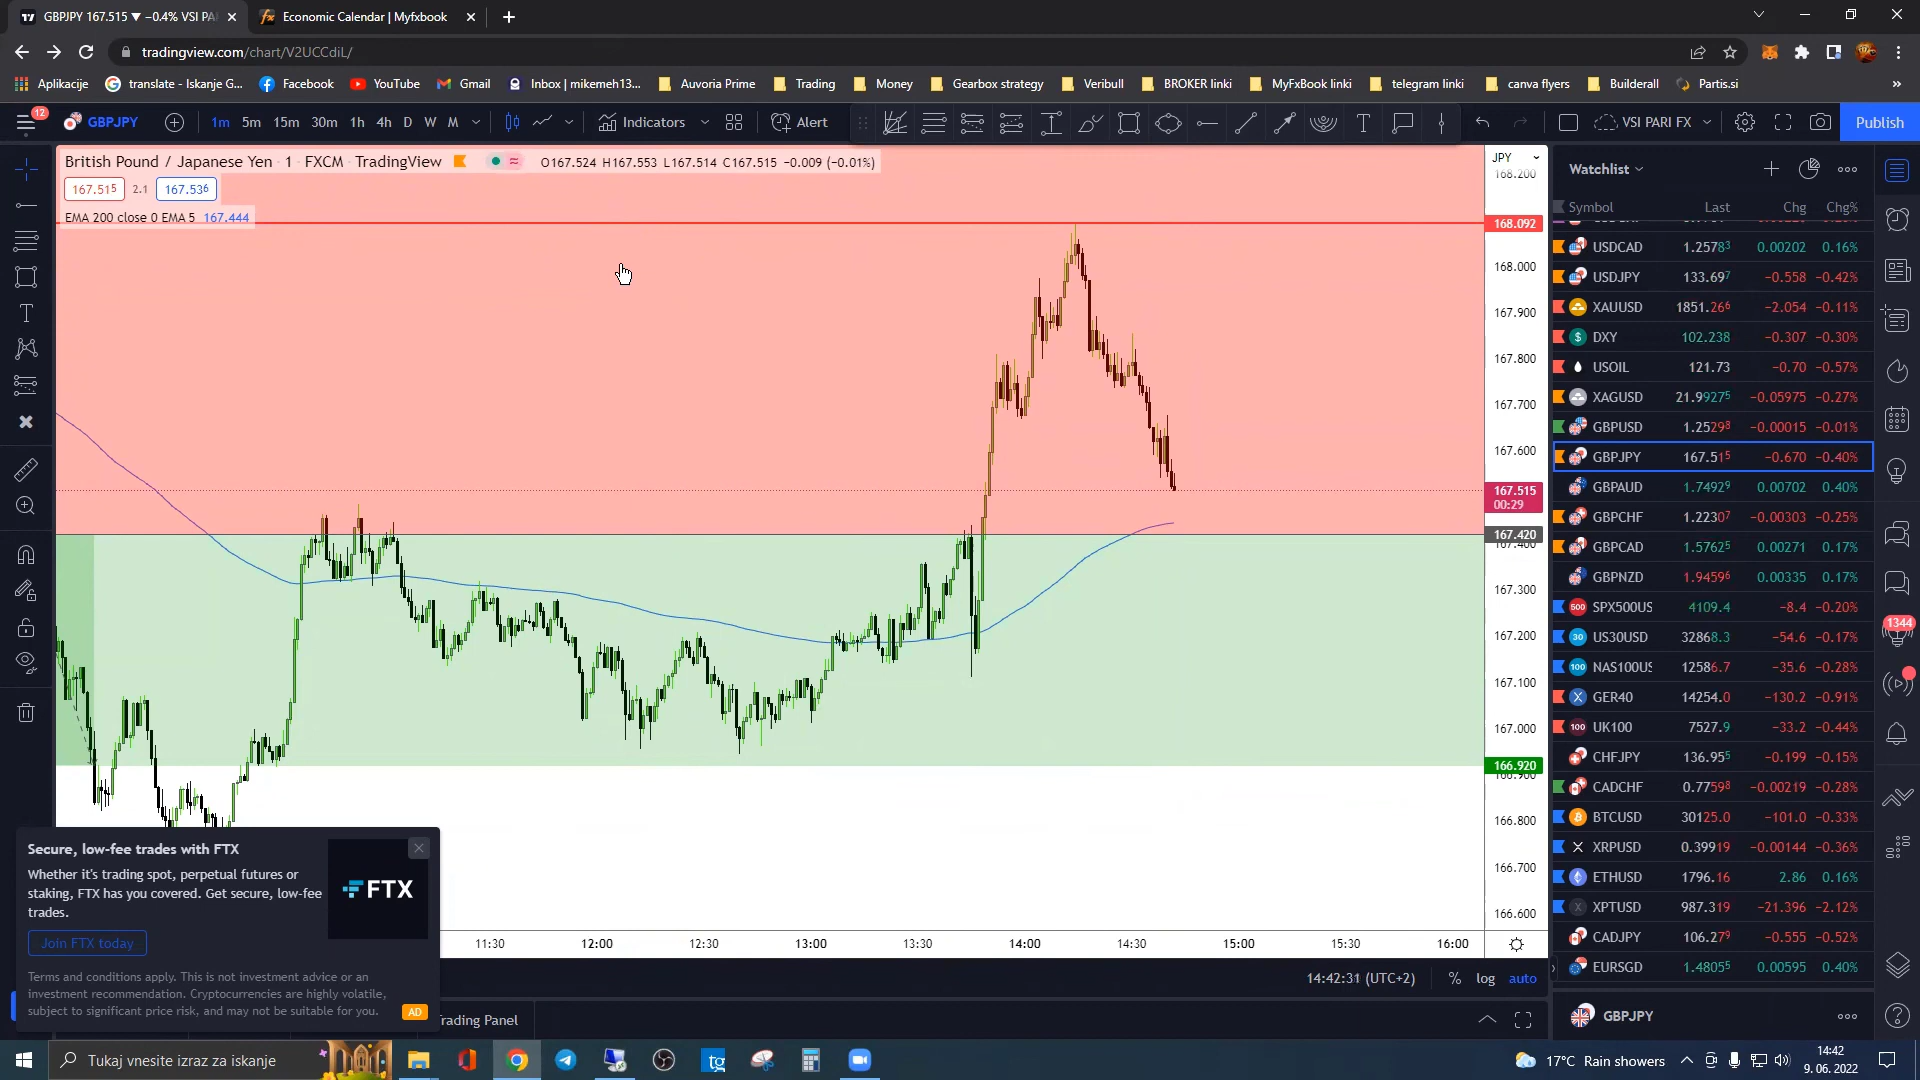 GBPJPY 167.515 ▼ −0.4% VSI PA
Economic Calendar | Myfxbook
tradingview.com/chart/V2UCCdiL/
Aplikacije
translate - Iskanje G...
Facebook
YouTube
Gmail
Inbox | mikemeh13...
Auvoria Prime
Trading
Money
Gearbox strategy
Veribull
BROKER linki
MyFxBook linki
telegram linki
canva flyers
Builderall
Partis.si
»
12
GBPJPY
1m 5m 15m 30m 1h 4h D W M
Indicators
Alert
VSI PARI FX
Publish
British Pound / Japanese Yen · 1 · FXCM · TradingView
O167.524 H167.553 L167.514 C167.515 −0.009 (−0.01%)
167.515 2.1 167.536
EMA 200 close 0 EMA 5 167.444
JPY
168.200
168.092
168.000
167.900
167.800
167.700
167.600
167.515
00:29
167.420
167.400
167.300
167.200
167.100
167.000
166.920
166.900
166.800
166.700
166.600
11:30 12:00 12:30 13:00 13:30 14:00 14:30 15:00 15:30 16:00
14:42:31 (UTC+2)
% log auto
Trading Panel
Secure, low-fee trades with FTX
Whether it's trading spot, perpetual futures or
staking, FTX has you covered. Get secure, low-fee
trades.
FTX
Join FTX today
Terms and conditions apply. This is not investment advice or an
investment recommendation. Cryptocurrencies are highly volatile,
subject to significant price risk, and may not be suitable for you.
AD
Watchlist
Symbol Last Chg Chg%
USDCAD 1.25783 0.00202 0.16%
USDJPY 133.697 −0.558 −0.42%
XAUUSD 1851.266 −2.054 −0.11%
DXY 102.238 −0.307 −0.30%
USOIL 121.73 −0.70 −0.57%
XAGUSD 21.99275 −0.05975 −0.27%
GBPUSD 1.25298 −0.00015 −0.01%
GBPJPY 167.515 −0.670 −0.40%
GBPAUD 1.74929 0.00702 0.40%
GBPCHF 1.22307 −0.00303 −0.25%
GBPCAD 1.57625 0.00271 0.17%
GBPNZD 1.94596 0.00335 0.17%
500 SPX500US 4109.4 −8.4 −0.20%
30 US30USD 32868.3 −54.6 −0.17%
100 NAS100US 12586.7 −35.6 −0.28%
GER40 14254.0 −130.2 −0.91%
100 UK100 7527.9 −33.2 −0.44%
CHFJPY 136.955 −0.199 −0.15%
CADCHF 0.77598 −0.00219 −0.28%
BTCUSD 30125.0 −101.0 −0.33%
XRPUSD 0.39919 −0.00144 −0.36%
ETHUSD 1796.16 2.86 0.16%
XPTUSD 987.319 −21.396 −2.12%
CADJPY 106.279 −0.555 −0.52%
EURSGD 1.48055 0.00595 0.40%
GBPJPY
1344
Tukaj vnesite izraz za iskanje
17°C Rain showers
14:42
9. 06. 2022